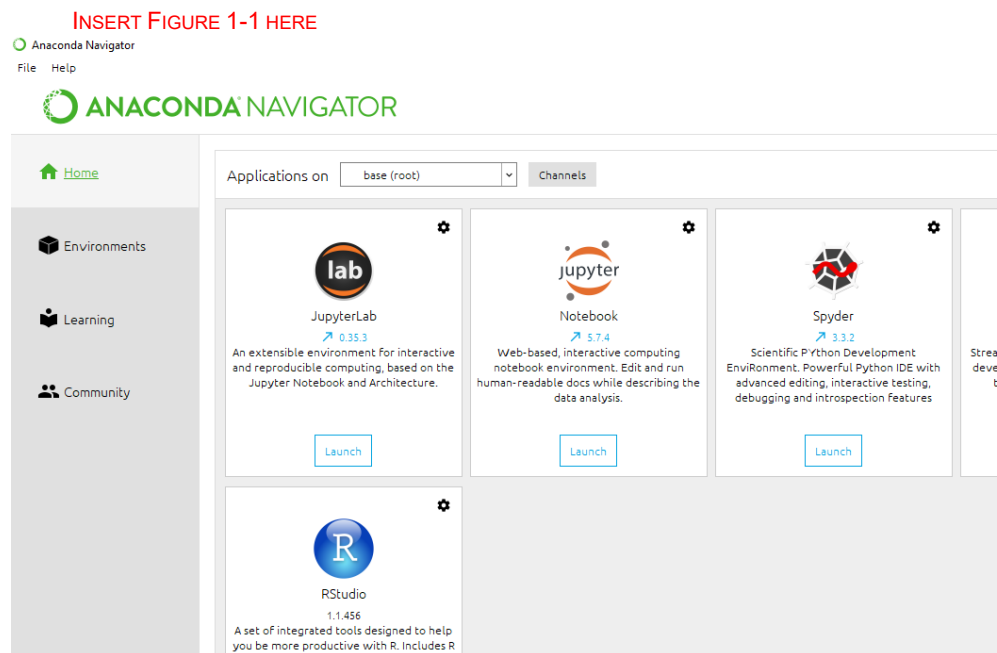 INSERT FIGURE 1-1 HERE
Anaconda Navigator
File Help
ANACONDA NAVIGATOR
Home
Environments
Learning
Community
Applications on base (root) Channels
lab
JupyterLab
0.35.3
An extensible environment for interactive
and reproducible computing, based on the
Jupyter Notebook and Architecture.
Launch
jupyter
Notebook
5.7.4
Web-based, interactive computing
notebook environment. Edit and run
human-readable docs while describing the
data analysis.
Launch
Spyder
3.3.2
Scientific PYthon Development
EnviRonment. Powerful Python IDE with
advanced editing, interactive testing,
debugging and introspection features
Launch
Strea
deve
t
R
RStudio
1.1.456
A set of integrated tools designed to help
you be more productive with R. Includes R